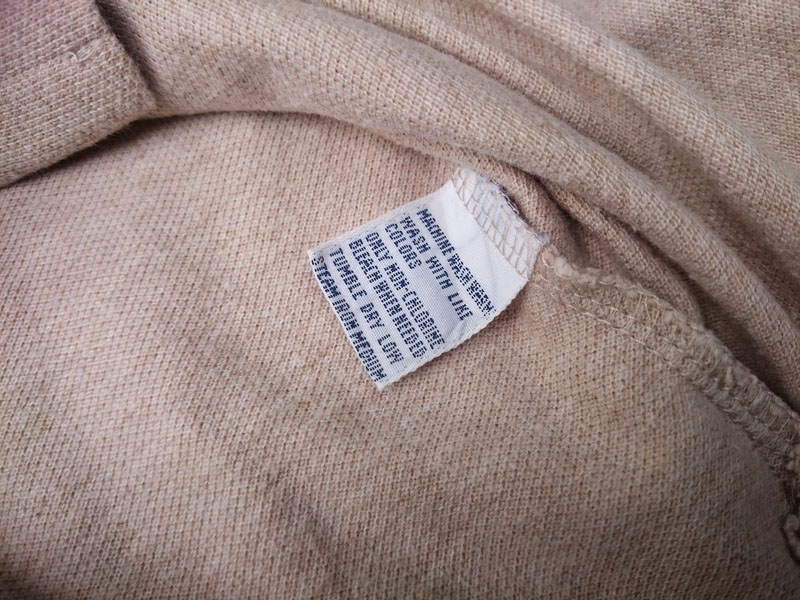 MACHINE WASH WARM
WASH WITH LIKE
COLORS
ONLY NON-CHLORINE
BLEACH WHEN NEEDED
TUMBLE DRY LOW
STEAM IRON MEDIUM